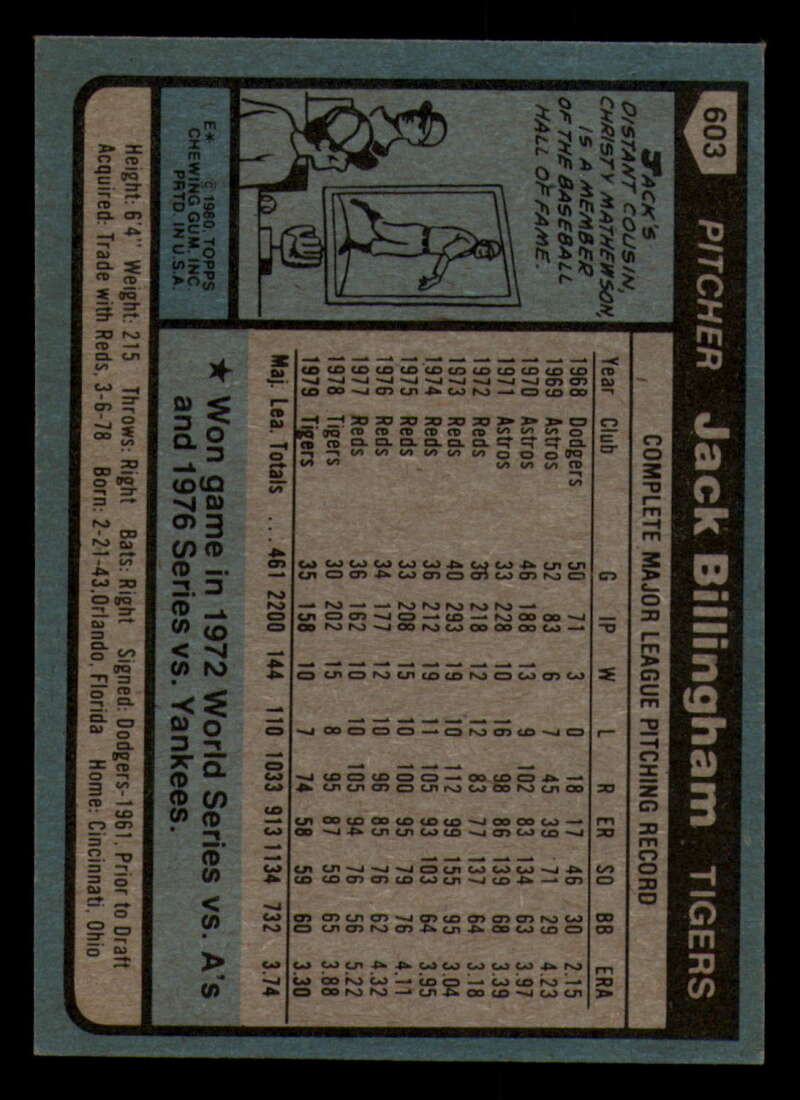 603
PITCHER Jack Billingham TIGERS
JACK'S
DISTANT COUSIN,
CHRISTY MATHEWSON,
IS A MEMBER
OF THE BASEBALL
HALL OF FAME.
E* © 1980 TOPPS
CHEWING GUM, INC.
PRTD. IN U.S.A.
COMPLETE MAJOR LEAGUE PITCHING RECORD
Year Club G IP W L R ER SO BB ERA
1968 Dodgers 50 71 3 0 18 17 46 30 2.15
1969 Astros 52 83 6 7 45 39 71 29 4.23
1970 Astros 46 188 13 9 102 83 134 63 3.97
1971 Astros 33 228 10 16 98 86 139 68 3.39
1972 Reds 36 218 12 12 83 77 137 64 3.18
1973 Reds 40 293 19 10 112 99 155 95 3.04
1974 Reds 36 212 19 11 105 93 103 64 3.95
1975 Reds 33 208 15 10 100 95 79 76 4.11
1976 Reds 34 177 12 10 96 85 76 62 4.32
1977 Reds 36 162 10 10 105 94 76 56 5.22
1978 Tigers 30 202 15 8 95 87 59 65 3.88
1979 Tigers 35 158 10 7 74 58 59 60 3.30
Maj. Lea. Totals ... 461 2200 144 110 1033 913 1134 732 3.74
★ Won game in 1972 World Series vs. A's
and 1976 Series vs. Yankees.
Height: 6'4" Weight: 215 Throws: Right Bats: Right Signed: Dodgers-1961, Prior to Draft
Acquired: Trade with Reds, 3-6-78 Born: 2-21-43, Orlando, Florida Home: Cincinnati, Ohio